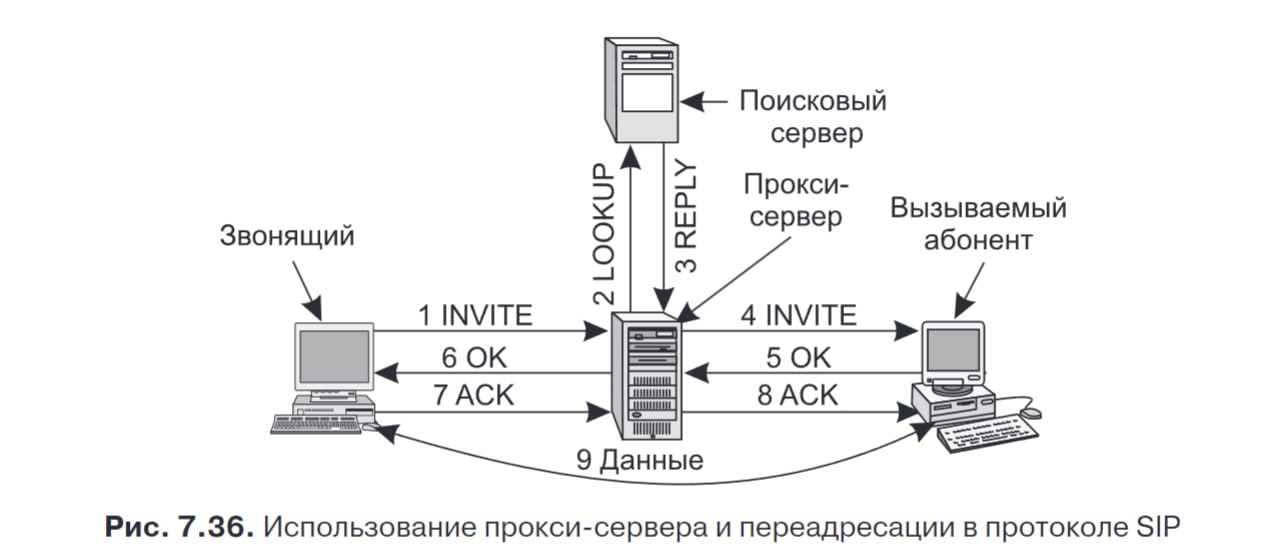 Поисковый
сервер
2 LOOKUP
3 REPLY
Прокси-
сервер
Вызываемый
абонент
Звонящий
1 INVITE
4 INVITE
6 OK
5 OK
7 ACK
8 ACK
9 Данные
Рис. 7.36. Использование прокси-сервера и переадресации в протоколе SIP